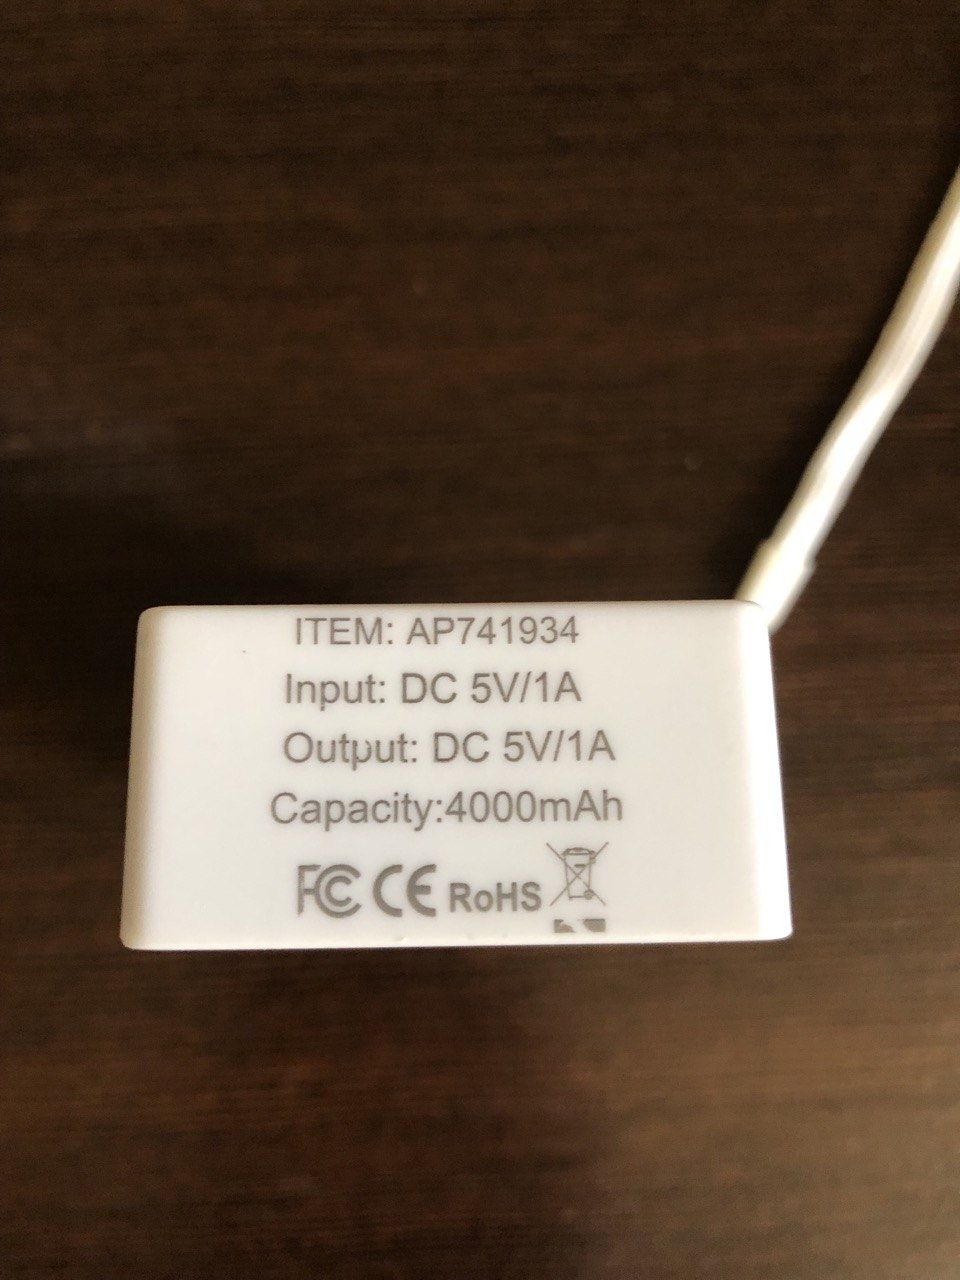 ITEM: AP741934
Input: DC 5V/1A
Output: DC 5V/1A
Capacity:4000mAh
FC CE RoHS